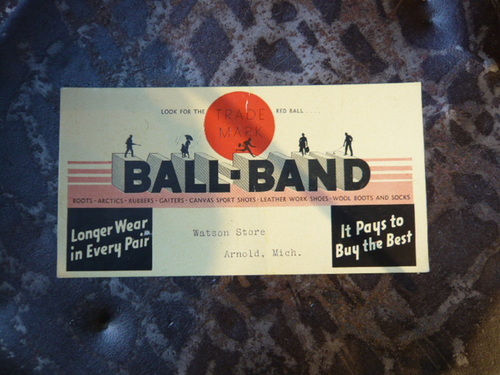 LOOK FOR THE TRADE MARK RED BALL....
BALL-BAND
BOOTS - ARCTICS - RUBBERS - GAITERS - CANVAS SPORT SHOES - LEATHER WORK SHOES - WOOL BOOTS AND SOCKS
Longer Wear
in Every Pair
Watson Store
Arnold, Mich.
It Pays to
Buy the Best